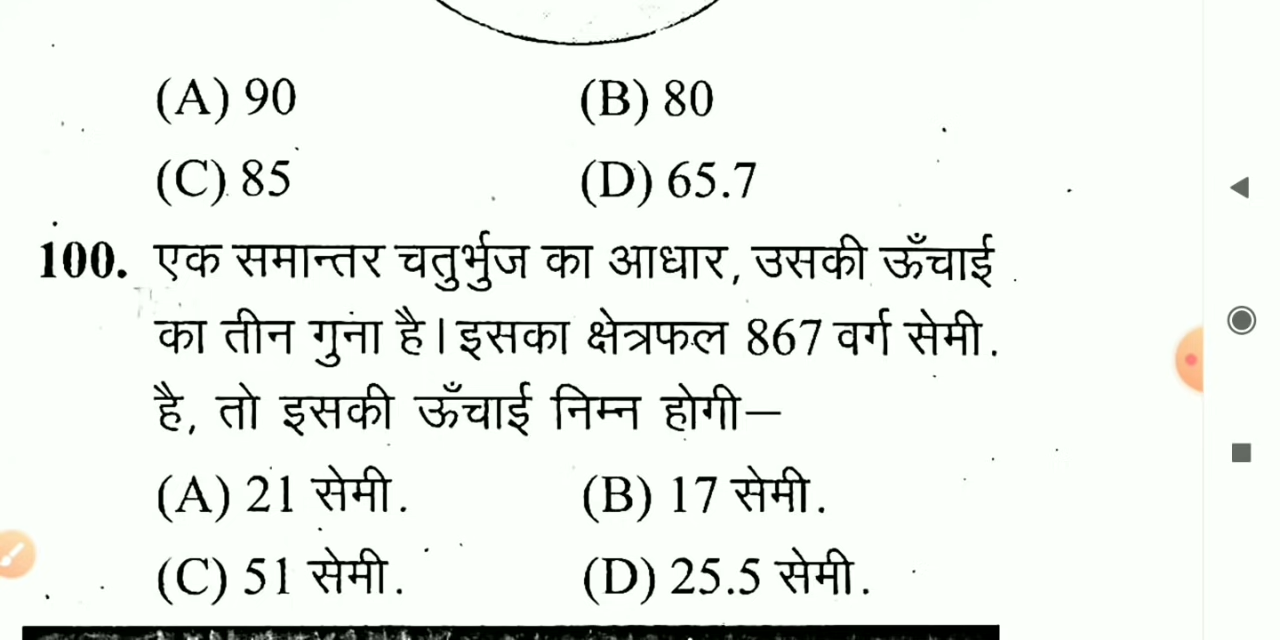 (A) 90 (B) 80
(C) 85 (D) 65.7
100. एक समान्तर चतुर्भुज का आधार, उसकी ऊँचाई
का तीन गुना है। इसका क्षेत्रफल 867 वर्ग सेमी.
है, तो इसकी ऊँचाई निम्न होगी—
(A) 21 सेमी. (B) 17 सेमी.
(C) 51 सेमी. (D) 25.5 सेमी.